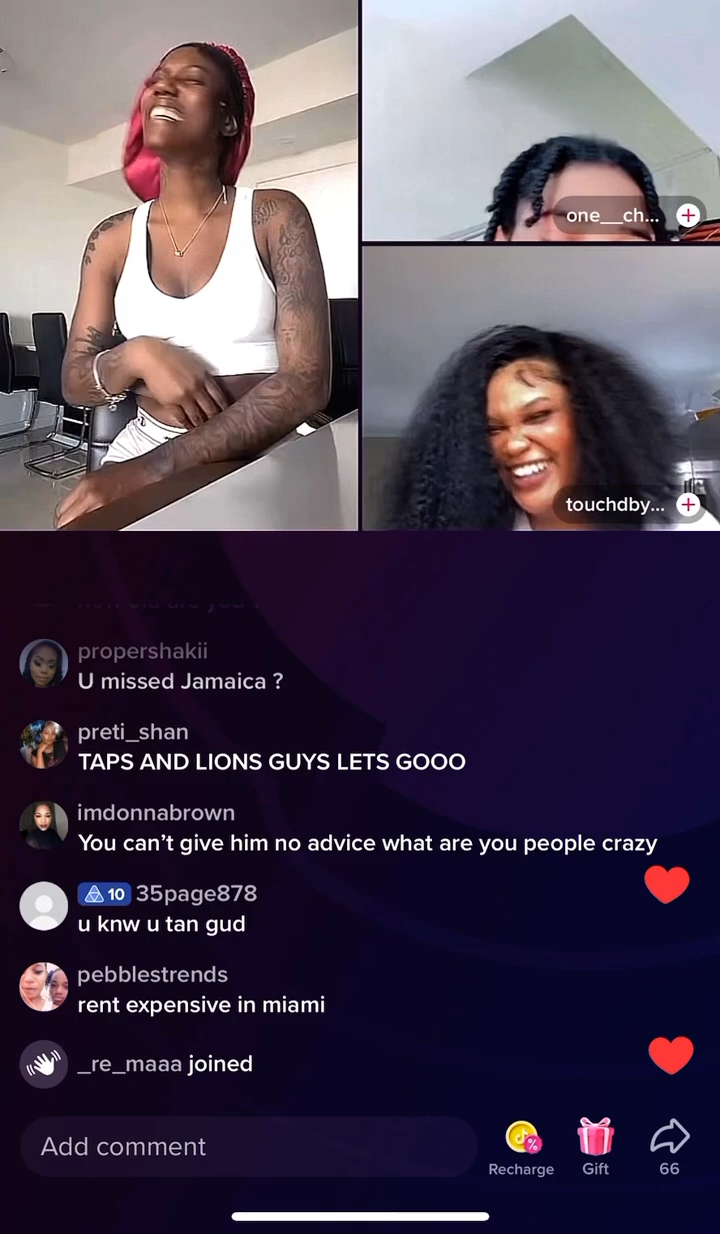 one__ch...
touchdby...
propershakii
U missed Jamaica ?
preti_shan
TAPS AND LIONS GUYS LETS GOOO
imdonnabrown
You can’t give him no advice what are you people crazy
10 35page878
u knw u tan gud
pebblestrends
rent expensive in miami
_re_maaa joined
Add comment
Recharge
Gift
66